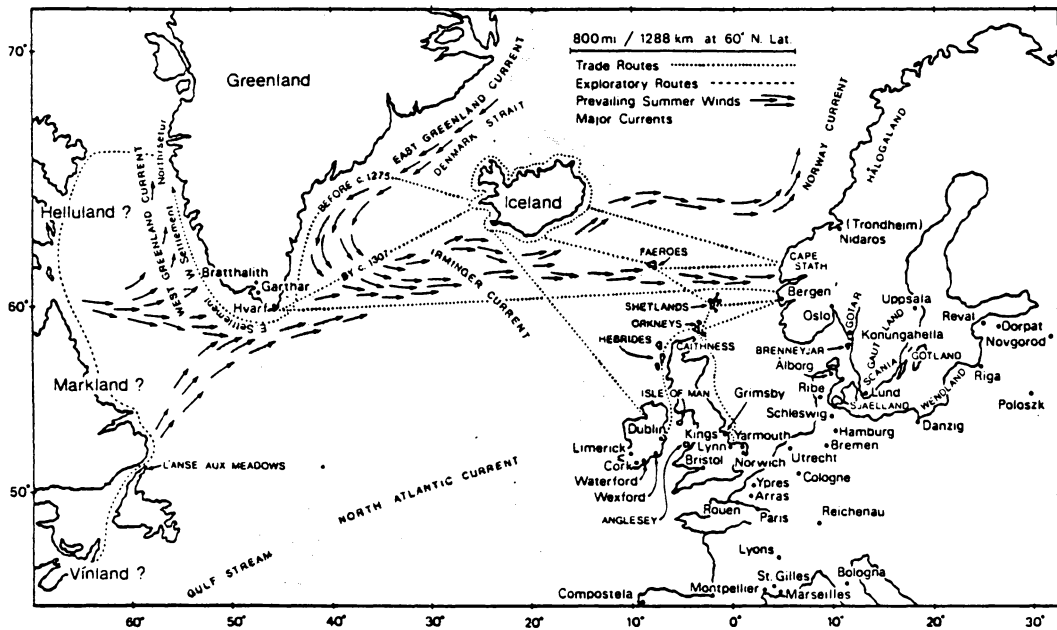 70°
60°
50°
800 mi / 1288 km at 60° N. Lat.
Trade Routes
Exploratory Routes
Prevailing Summer Winds
Major Currents
Greenland
EAST GREENLAND CURRENT
DENMARK STRAIT
BEFORE c. 1275
BY c. 1307
Iceland
IRMINGER CURRENT
NORWAY CURRENT
HÅLOGALAND
Helluland ?
WEST GREENLAND CURRENT
Northrsetur
W Settlement
Bratthalith
Garthar
Hvarf
E. Settlement
Markland ?
L'ANSE AUX MEADOWS
Vínland ?
NORTH ATLANTIC CURRENT
GULF STREAM
FAEROES
SHETLANDS
ORKNEYS
HEBRIDES
CAITHNESS
ISLE OF MAN
(Trondheim)
Nidaros
CAPE
STATH
Bergen
Oslo
Uppsala
Konungahella
Reval
Dorpat
Novgorod
GÖTAR
GAUTLAND
BRENNEYJAR
Alborg
SCANIA
GOTLAND
Riga
Poloszk
Ribe
Lund
WENDLAND
Schleswig
SJAELLAND
Danzig
Hamburg
Bremen
Grimsby
Dublin
Kings
Lynn
Yarmouth
Limerick
Bristol
Norwich
Utrecht
Cork
Waterford
Wexford
ANGLESEY
Cologne
Ypres
Arras
Rouen
Paris
Reichenau
Lyons
Compostela
Montpellier
St. Gilles
Marseilles
Bologna
60° 50° 40° 30° 20° 10° 0° 10° 20° 30°